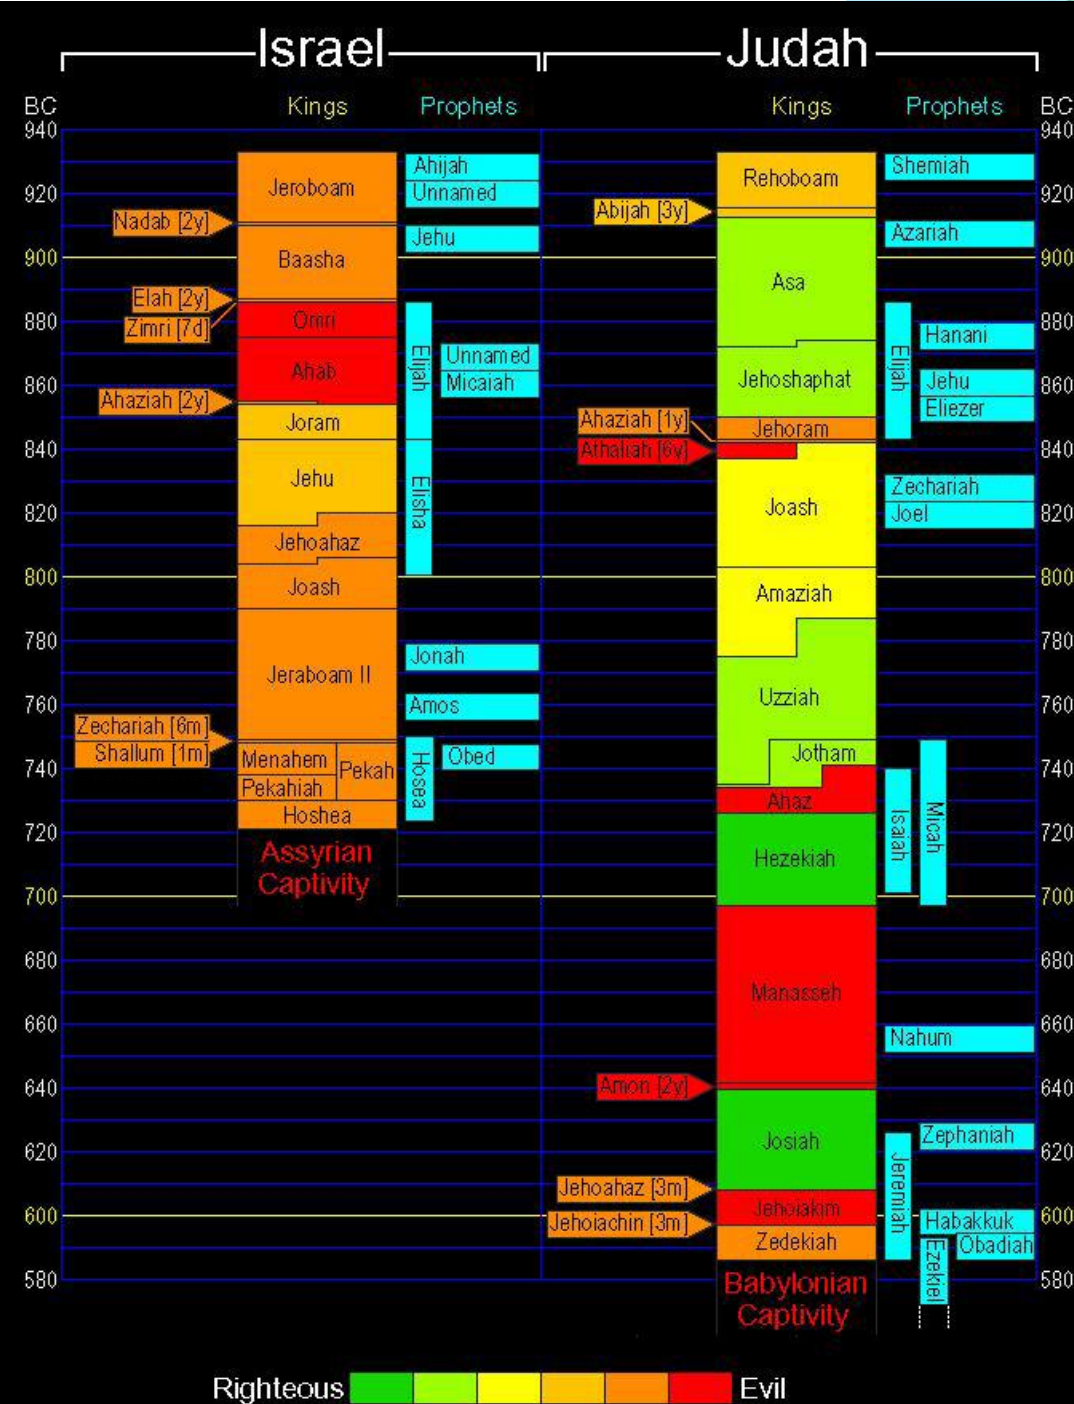 Israel
Judah
BC
Kings
Prophets
Kings
Prophets
BC
940
940
920
920
900
900
880
880
860
860
840
840
820
820
800
800
780
780
760
760
740
740
720
720
700
700
680
680
660
660
640
640
620
620
600
600
580
580
Jeroboam
Nadab [2y]
Baasha
Elah [2y]
Zimri [7d]
Omri
Ahab
Ahaziah [2y]
Joram
Jehu
Jehoahaz
Joash
Jeraboam II
Zechariah [6m]
Shallum [1m]
Menahem
Pekah
Pekahiah
Hoshea
Assyrian
Captivity
Ahijah
Unnamed
Jehu
Elijah
Unnamed
Micaiah
Elisha
Jonah
Amos
Hosea
Obed
Rehoboam
Abijah [3y]
Asa
Jehoshaphat
Ahaziah [1y]
Jehoram
Athaliah [6y]
Joash
Amaziah
Uzziah
Jotham
Ahaz
Hezekiah
Manasseh
Amon [2y]
Josiah
Jehoahaz [3m]
Jehoiakim
Jehoiachin [3m]
Zedekiah
Babylonian
Captivity
Shemiah
Azariah
Elijah
Hanani
Jehu
Eliezer
Zechariah
Joel
Isaiah
Micah
Nahum
Jeremiah
Zephaniah
Habakkuk
Obadiah
Ezekiel
Righteous
Evil